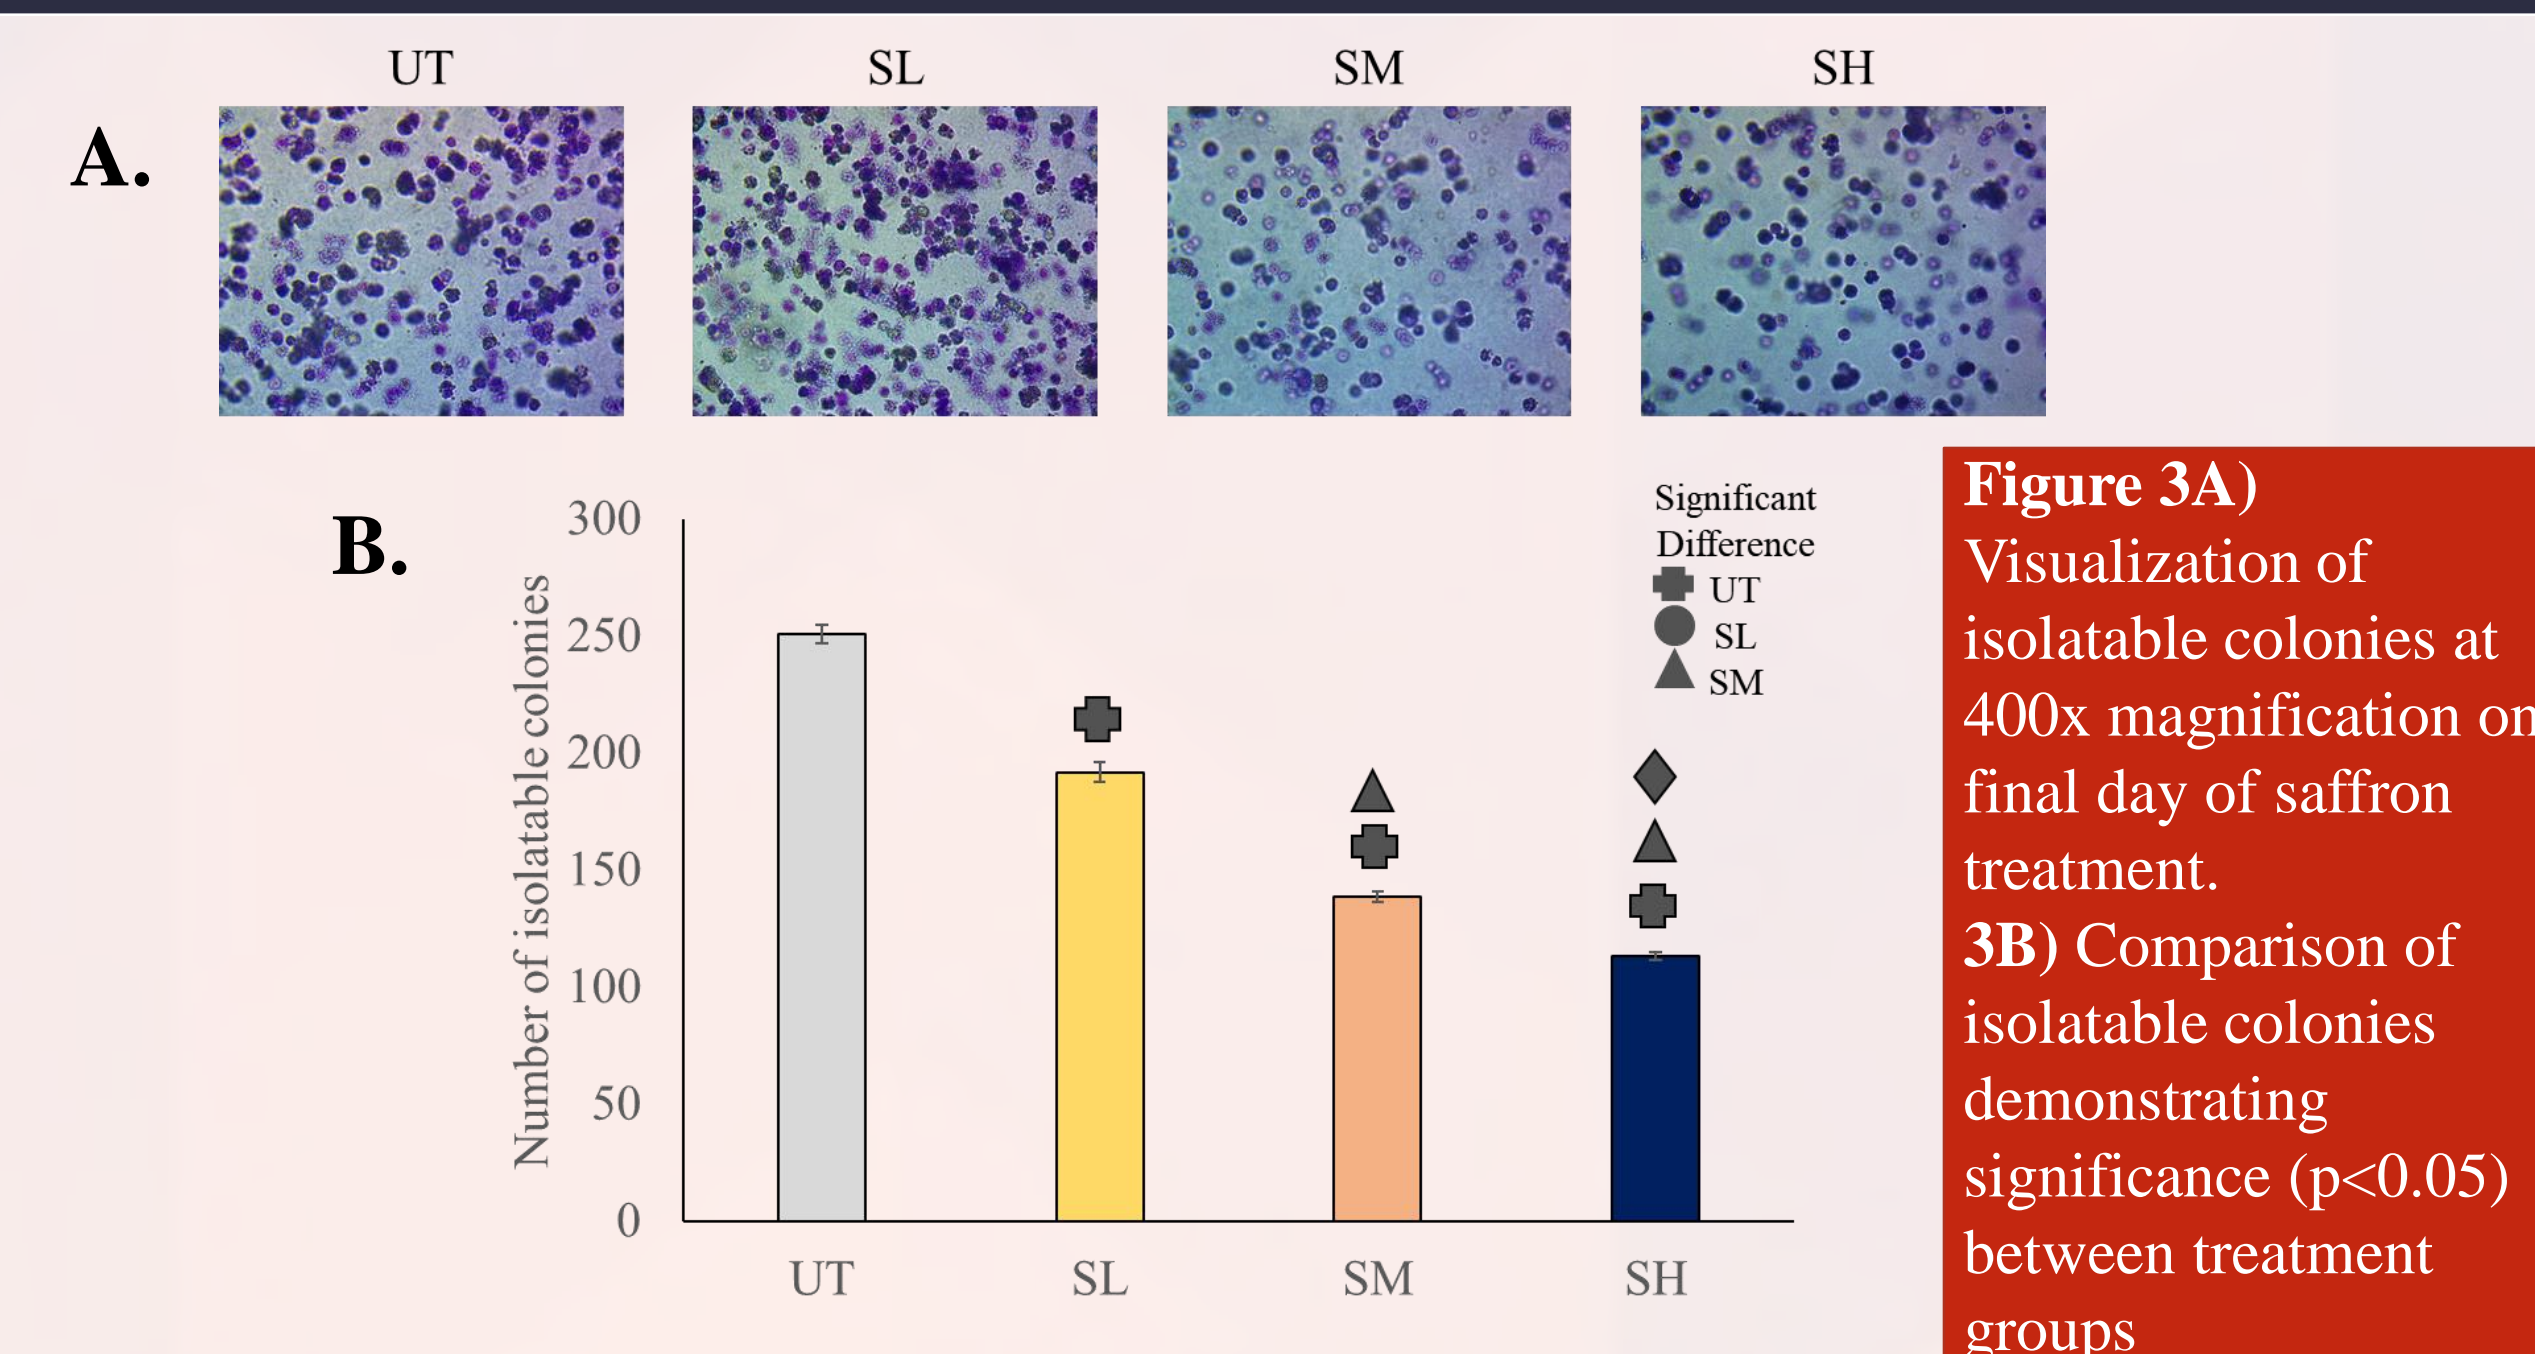 UT
SL
SM
SH
A.
B.
Number of isolatable colonies
300
250
200
150
100
50
0
UT
SL
SM
SH
Significant
Difference
UT
SL
SM
Figure 3A)
Visualization of
isolatable colonies at
400x magnification on
final day of saffron
treatment.
3B) Comparison of
isolatable colonies
demonstrating
significance (p<0.05)
between treatment
groups